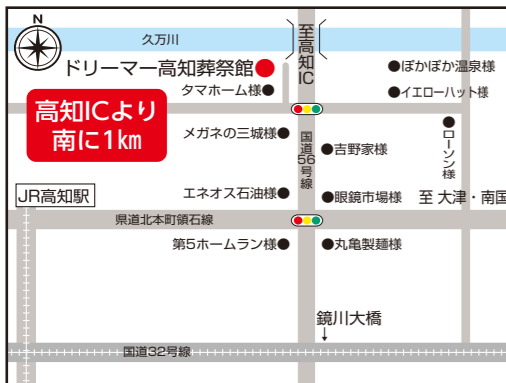 N
久万川
至高知IC
ドリーマー高知葬祭館
ぽかぽか温泉様
タマホーム様
イエローハット様
高知ICより
南に1km
メガネの三城様
国道56号線
吉野家様
ローソン様
JR高知駅
エネオス石油様
眼鏡市場様
至 大津・南国
県道北本町領石線
第5ホームラン様
丸亀製麺様
鏡川大橋
国道32号線